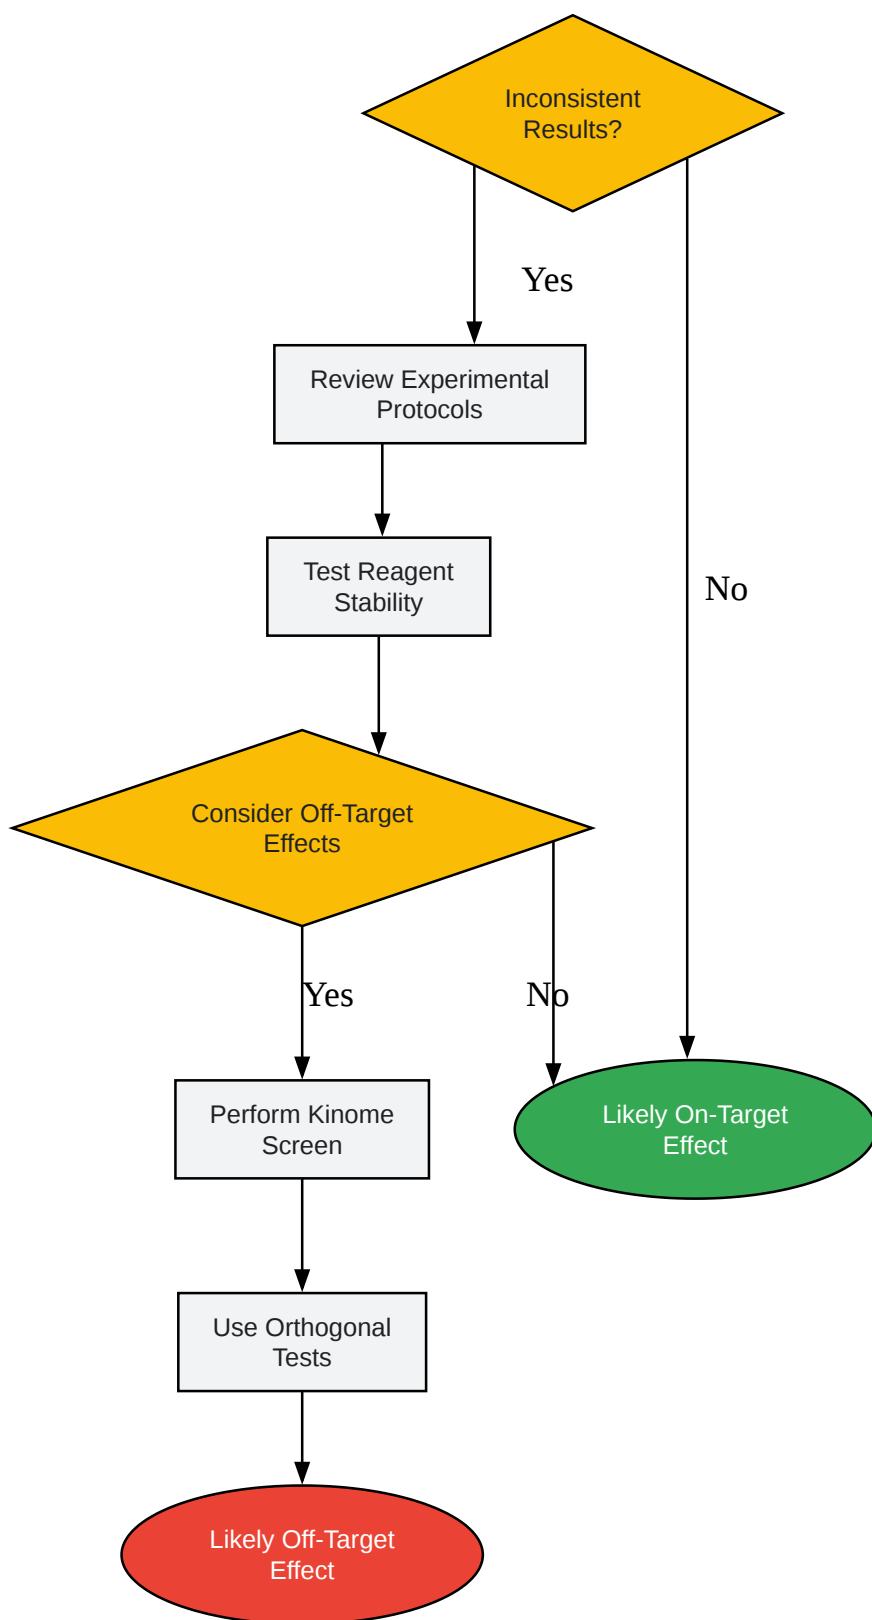 Inconsistent
Results?
Yes
Review Experimental
Protocols
Test Reagent
Stability
No
Consider Off-Target
Effects
Yes
No
Perform Kinome
Screen
Likely On-Target
Effect
Use Orthogonal
Tests
Likely Off-Target
Effect